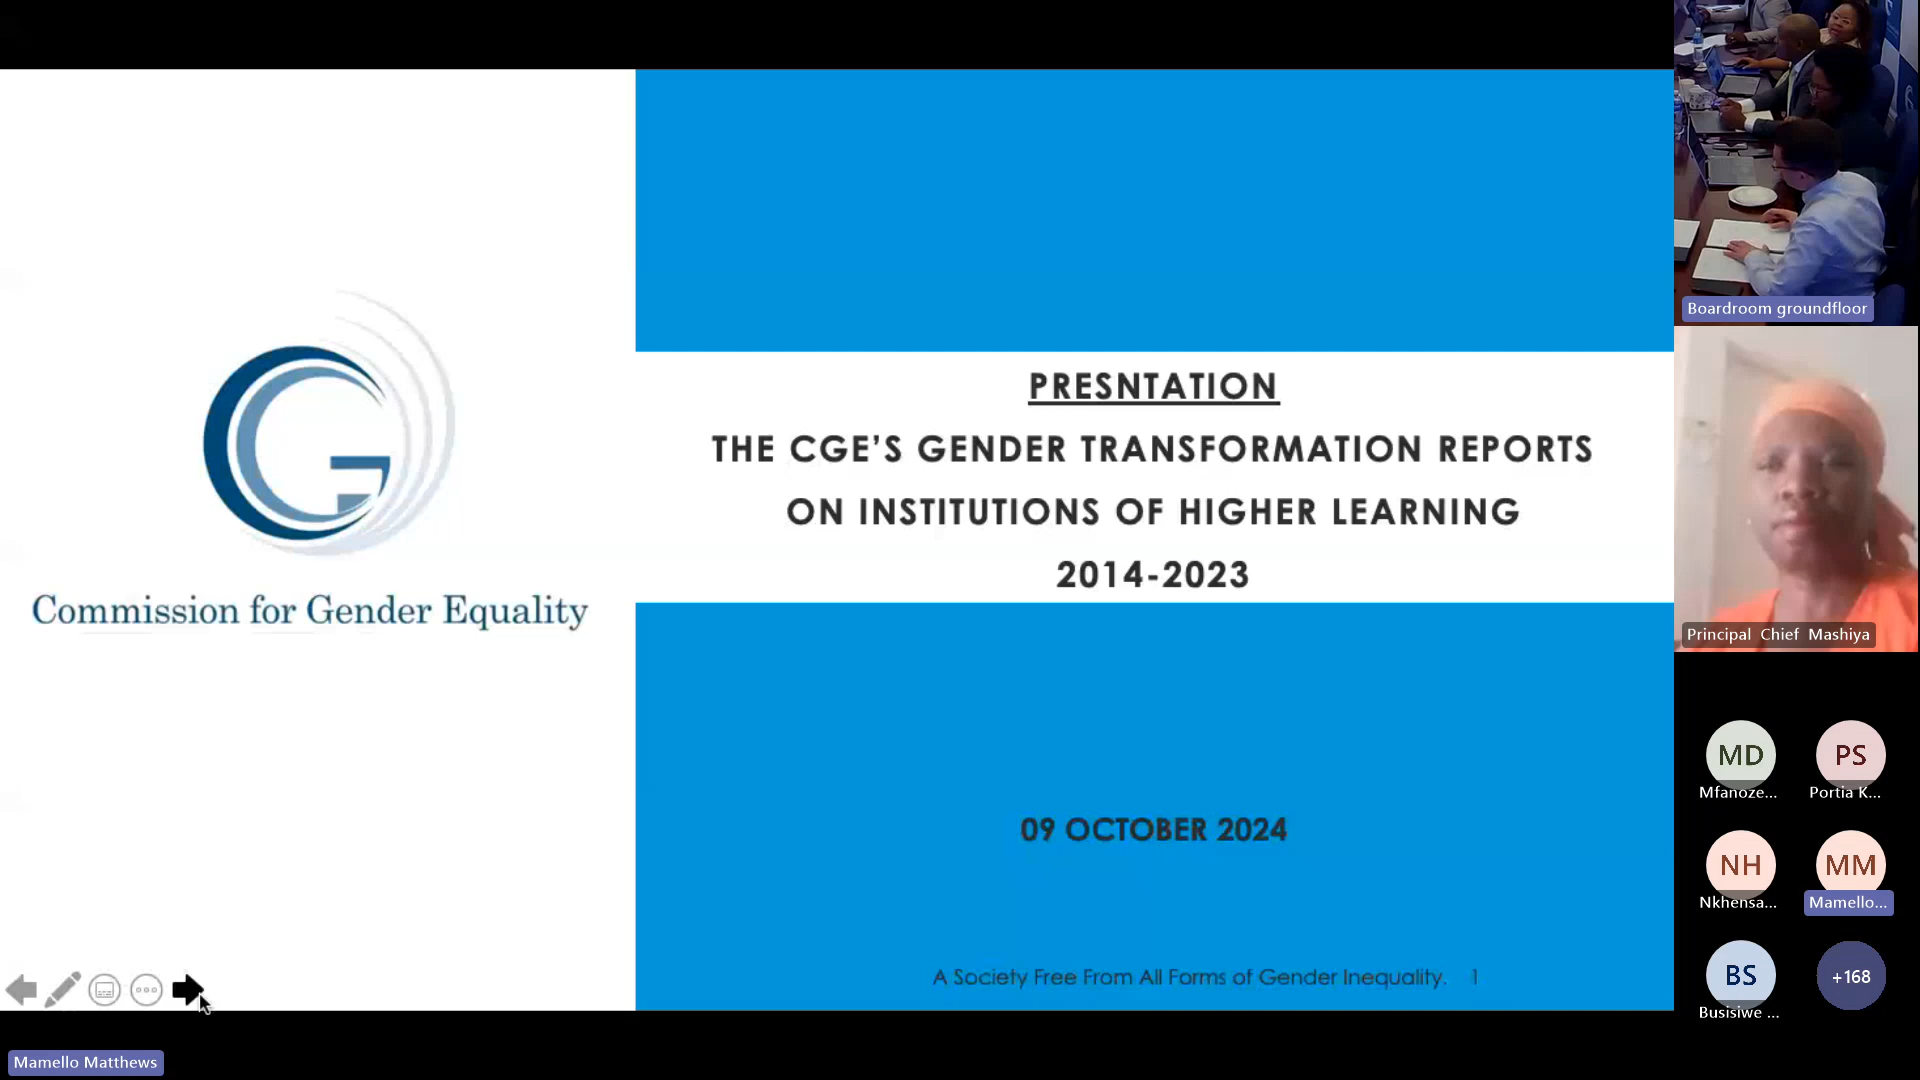 Commission for Gender Equality
PRESNTATION
THE CGE’S GENDER TRANSFORMATION REPORTS
ON INSTITUTIONS OF HIGHER LEARNING
2014-2023
09 OCTOBER 2024
A Society Free From All Forms of Gender Inequality. 1
Mamello Matthews
Boardroom groundfloor
Principal Chief Mashiya
MD
Mfanoze...
PS
Portia K...
NH
Nkhensa...
MM
Mamello...
BS
Busisiwe ...
+168